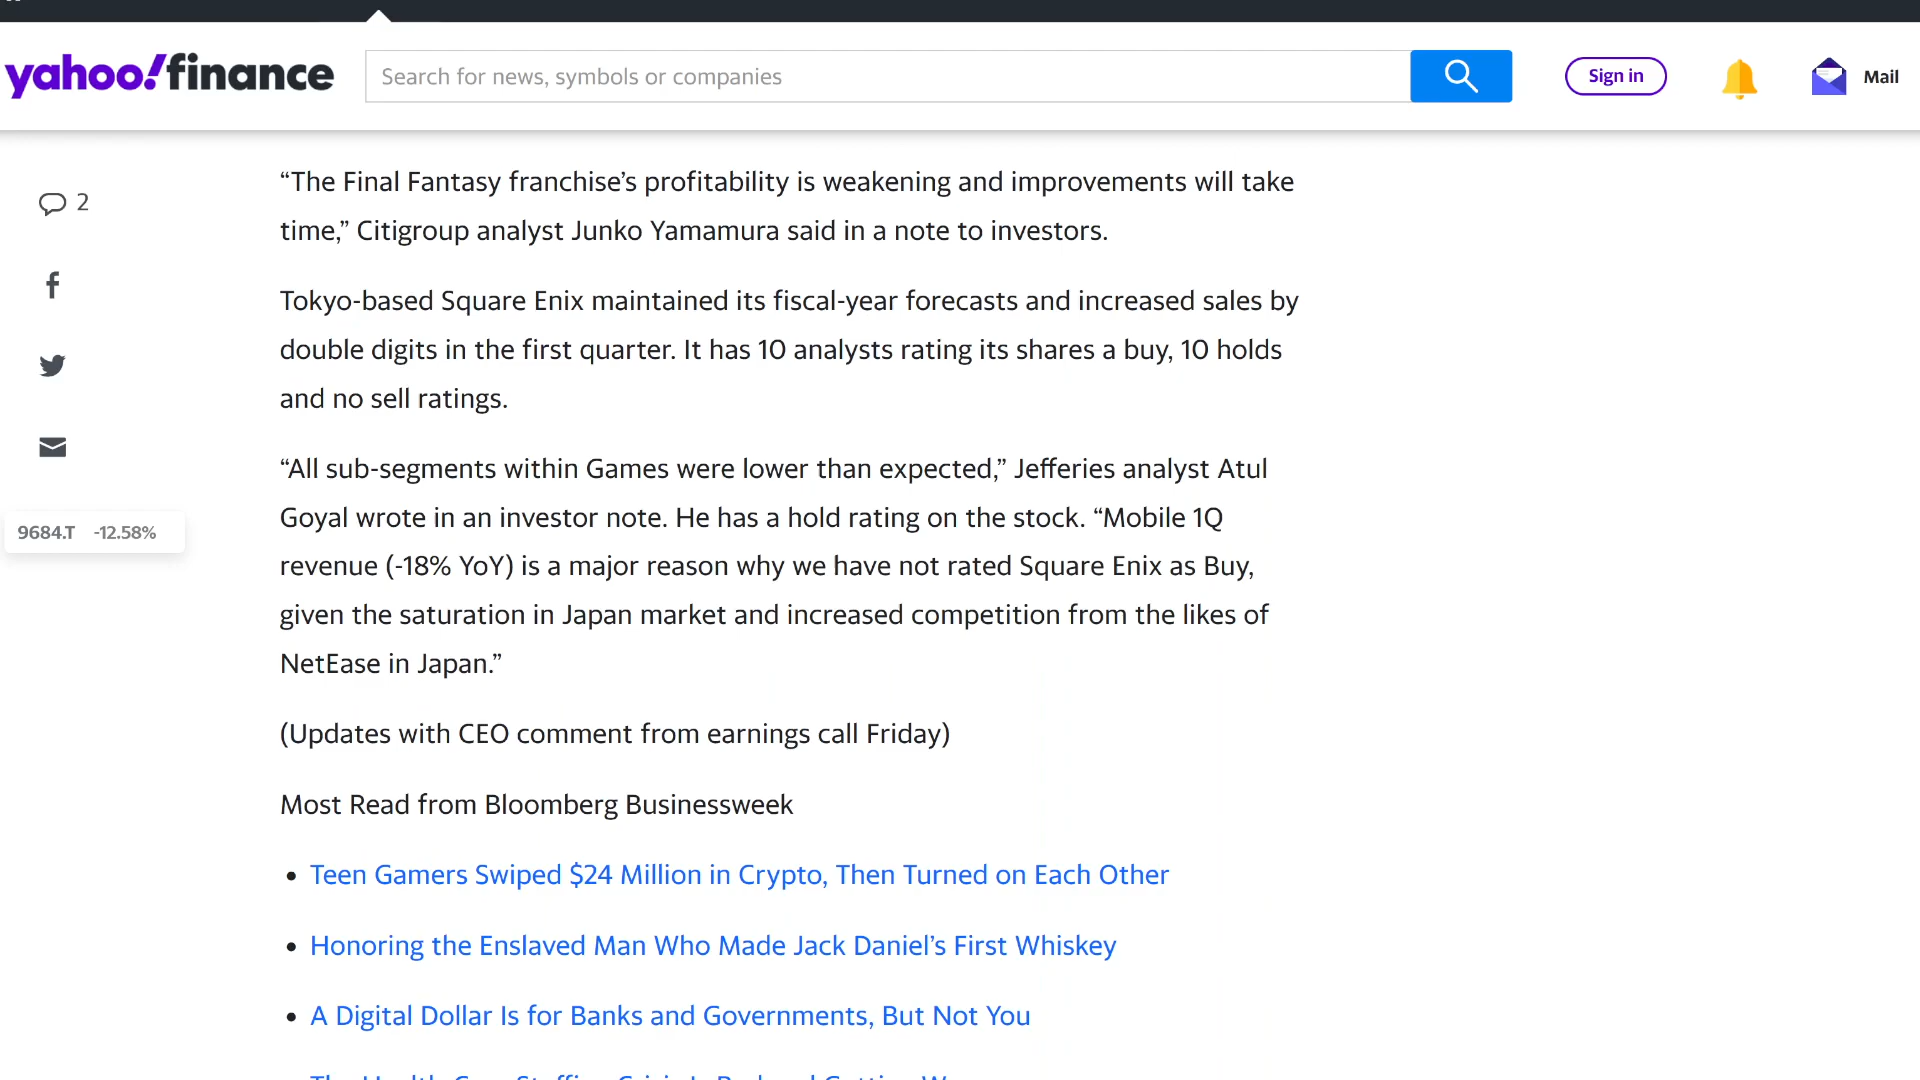 yahoo!finance
Search for news, symbols or companies
Sign in
Mail
2
9684.T -12.58%
“The Final Fantasy franchise’s profitability is weakening and improvements will take
time,” Citigroup analyst Junko Yamamura said in a note to investors.
Tokyo-based Square Enix maintained its fiscal-year forecasts and increased sales by
double digits in the first quarter. It has 10 analysts rating its shares a buy, 10 holds
and no sell ratings.
“All sub-segments within Games were lower than expected,” Jefferies analyst Atul
Goyal wrote in an investor note. He has a hold rating on the stock. “Mobile 1Q
revenue (-18% YoY) is a major reason why we have not rated Square Enix as Buy,
given the saturation in Japan market and increased competition from the likes of
NetEase in Japan.”
(Updates with CEO comment from earnings call Friday)
Most Read from Bloomberg Businessweek
• Teen Gamers Swiped $24 Million in Crypto, Then Turned on Each Other
• Honoring the Enslaved Man Who Made Jack Daniel’s First Whiskey
• A Digital Dollar Is for Banks and Governments, But Not You